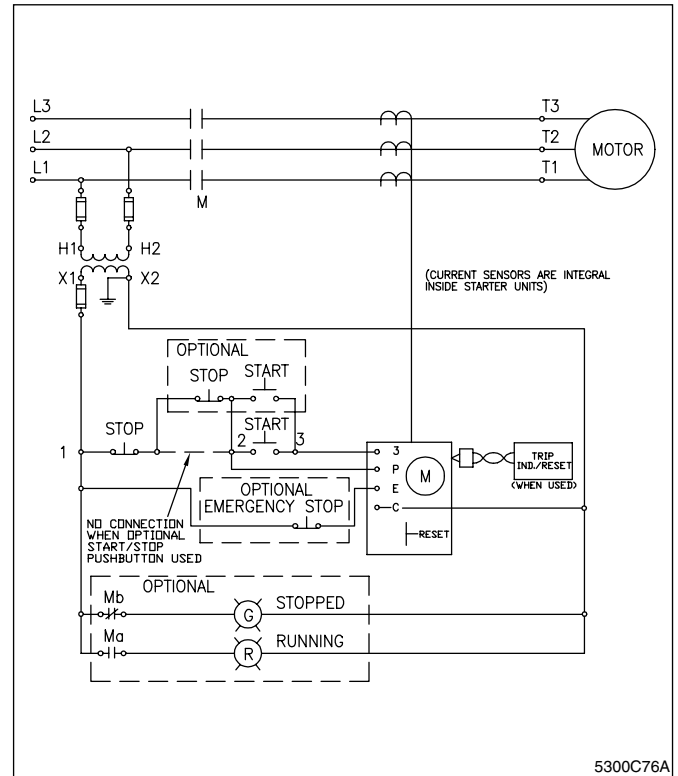 L3
T3
L2
T2
MOTOR
L1
T1
M
H1
H2
X1
X2
(CURRENT SENSORS ARE INTEGRAL
INSIDE STARTER UNITS)
OPTIONAL
STOP
START
STOP
START
1
2
3
3
P
M
E
C
RESET
TRIP
IND./RESET
(WHEN USED)
OPTIONAL
EMERGENCY STOP
NO CONNECTION
WHEN OPTIONAL
START/STOP
PUSHBUTTON USED
OPTIONAL
Mb
G
STOPPED
Ma
R
RUNNING
5300C76A